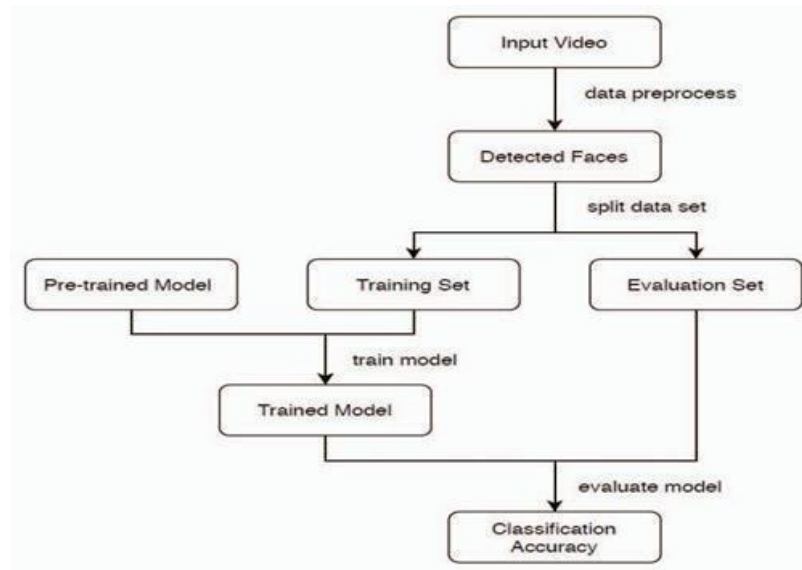 Input Video
data preprocess
Detected Faces
split data set
Pre-trained Model
Training Set
Evaluation Set
train model
Trained Model
evaluate model
Classification
Accuracy